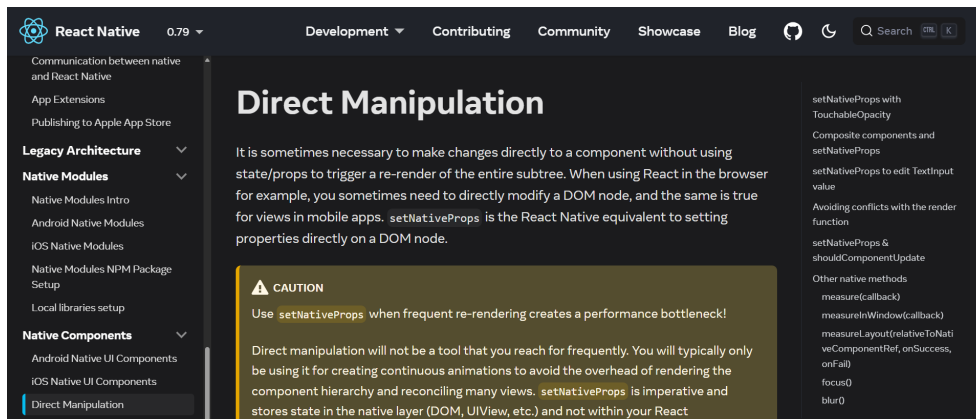 React Native
0.79
Development
Contributing
Community
Showcase
Blog
Search
CTRL K
Communication between native
and React Native
App Extensions
Publishing to Apple App Store
Legacy Architecture
Native Modules
Native Modules Intro
Android Native Modules
iOS Native Modules
Native Modules NPM Package
Setup
Local libraries setup
Native Components
Android Native UI Components
iOS Native UI Components
Direct Manipulation
Direct Manipulation
It is sometimes necessary to make changes directly to a component without using
state/props to trigger a re-render of the entire subtree. When using React in the browser
for example, you sometimes need to directly modify a DOM node, and the same is true
for views in mobile apps. setNativeProps is the React Native equivalent to setting
properties directly on a DOM node.
CAUTION
Use setNativeProps when frequent re-rendering creates a performance bottleneck!
Direct manipulation will not be a tool that you reach for frequently. You will typically only
be using it for creating continuous animations to avoid the overhead of rendering the
component hierarchy and reconciling many views. setNativeProps is imperative and
stores state in the native layer (DOM, UIView, etc.) and not within your React
setNativeProps with
TouchableOpacity
Composite components and
setNativeProps
setNativeProps to edit TextInput
value
Avoiding conflicts with the render
function
setNativeProps &
shouldComponentUpdate
Other native methods
measure(callback)
measureInWindow(callback)
measureLayout(relativeToNati
veComponentRef, onSuccess,
onFail)
focus()
blur()